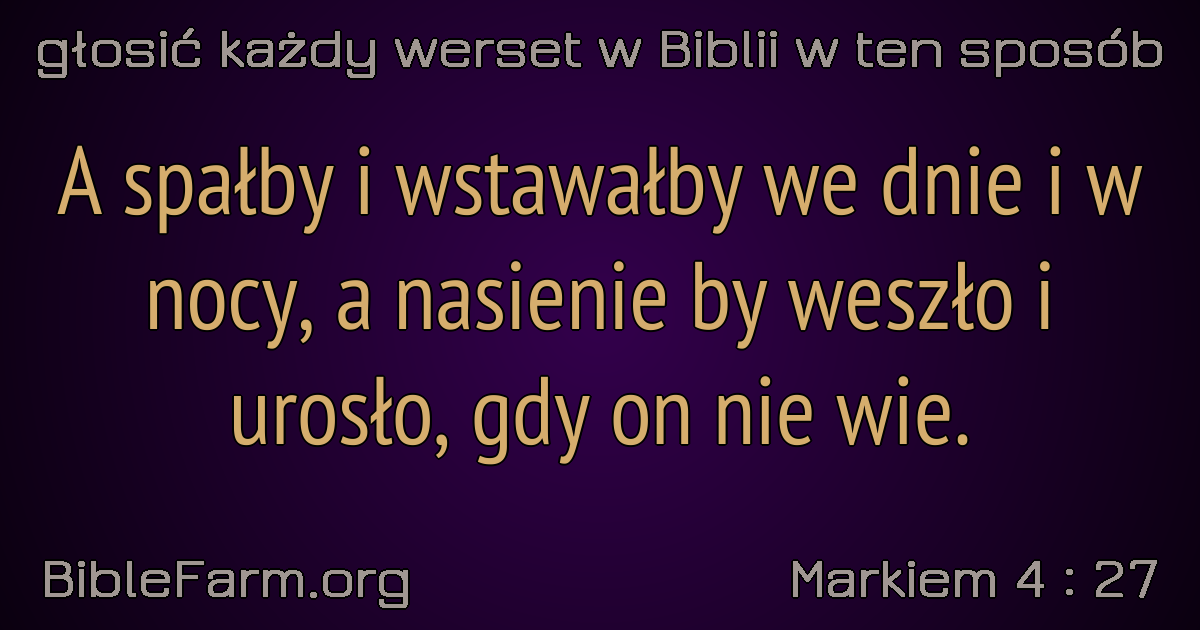 głosić każdy werset w Biblii w ten sposób
A spałby i wstawałby we dnie i w
nocy, a nasienie by weszło i
urosło, gdy on nie wie.
BibleFarm.org
Markiem 4 : 27